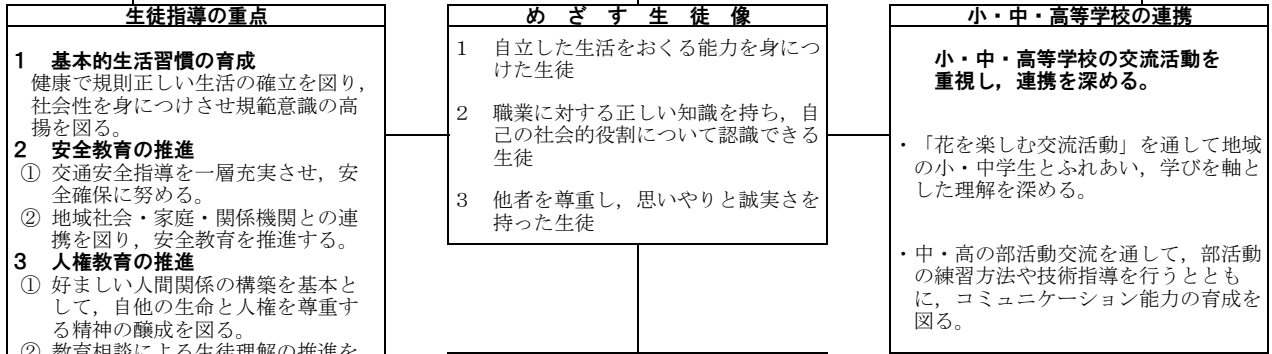 生徒指導の重点
1 基本的生活習慣の育成
健康で規則正しい生活の確立を図り，
社会性を身につけさせ規範意識の高
揚を図る。
2 安全教育の推進
① 交通安全指導を一層充実させ，安
全確保に努める。
② 地域社会・家庭・関係機関との連
携を図り，安全教育を推進する。
3 人権教育の推進
① 好ましい人間関係の構築を基本と
して，自他の生命と人権を尊重す
る精神の醸成を図る。
② 教育相談による生徒理解の推進を
めざす生徒像
1 自立した生活をおくる能力を身につ
けた生徒
2 職業に対する正しい知識を持ち，自
己の社会的役割について認識できる
生徒
3 他者を尊重し，思いやりと誠実さを
持った生徒
小・中・高等学校の連携
小・中・高等学校の交流活動を
重視し，連携を深める。
・「花を楽しむ交流活動」を通して地域
の小・中学生とふれあい，学びを軸と
した理解を深める。
・中・高の部活動交流を通して，部活動
の練習方法や技術指導を行うととも
に，コミュニケーション能力の育成を
図る。